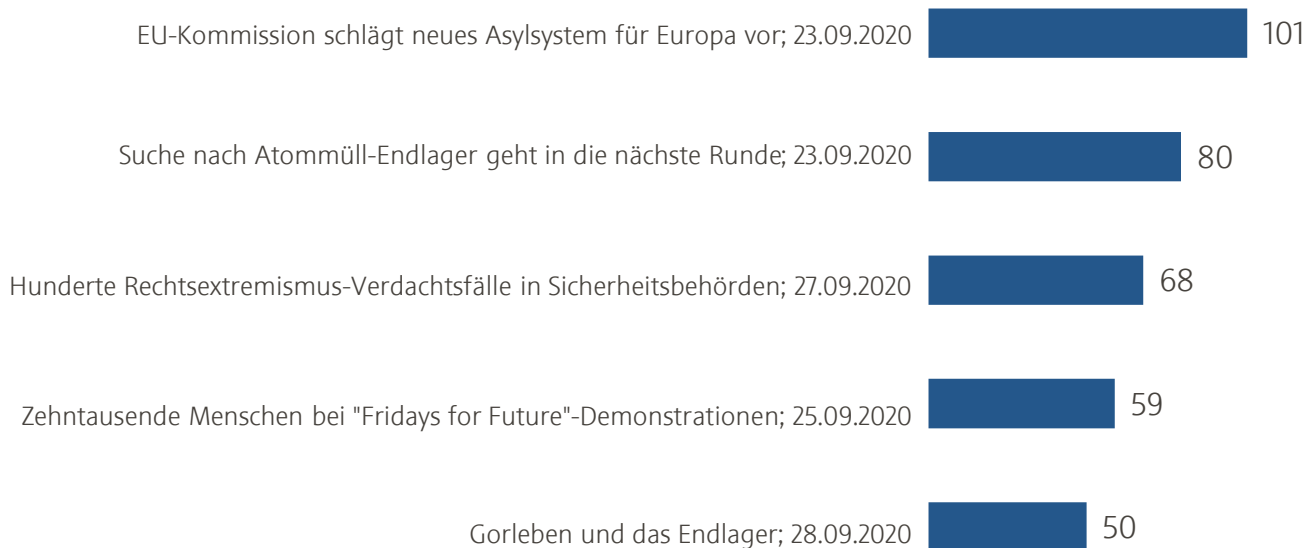 EU-Kommission schlägt neues Asylsystem für Europa vor; 23.09.2020 101
Suche nach Atommüll-Endlager geht in die nächste Runde; 23.09.2020 80
Hunderte Rechtsextremismus-Verdachtsfälle in Sicherheitsbehörden; 27.09.2020 68
Zehntausende Menschen bei "Fridays for Future"-Demonstrationen; 25.09.2020 59
Gorleben und das Endlager; 28.09.2020 50